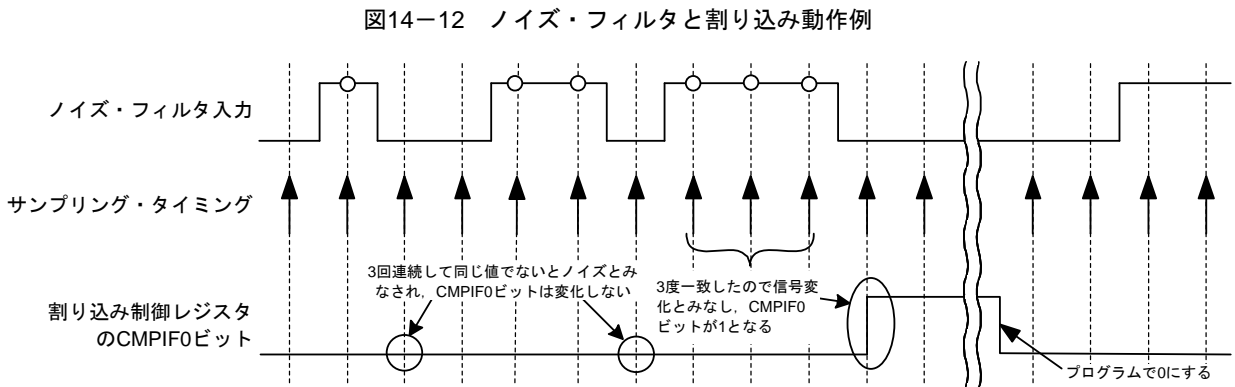 図14－12　ノイズ・フィルタと割り込み動作例
ノイズ・フィルタ入力
サンプリング・タイミング
3回連続して同じ値でないとノイズとみ
なされ，CMPIF0ビットは変化しない
3度一致したので信号変
化とみなし，CMPIF0
ビットが1となる
割り込み制御レジスタ
のCMPIF0ビット
プログラムで0にする